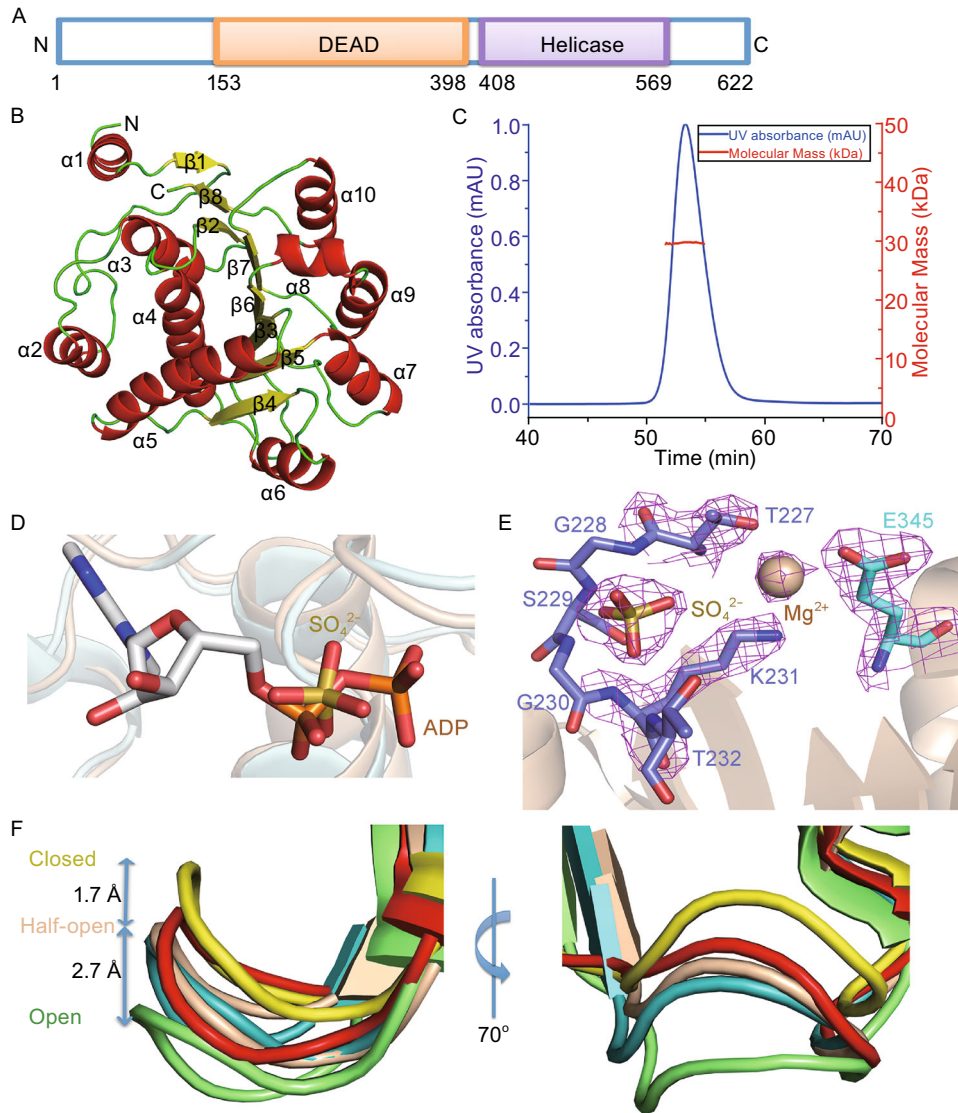 A
N DEAD Helicase C
1 153 398 408 569 622
B
N
α1
β1
C
β8
α10
β2
α3
β7
α8
α9
β6
α4
β3
α2
β5
α7
β4
α5
α6
C
UV absorbance (mAU)
Molecular Mass (kDa)
1.0
0.8
0.6
0.4
0.2
0.0
UV absorbance (mAU)
50
40
30
20
10
0
Molecular Mass (kDa)
40 50 60 70
Time (min)
D
SO₄²⁻
ADP
E
T227
G228
E345
S229
SO₄²⁻
Mg²⁺
K231
G230
T232
F
Closed
1.7 Å
Half-open
2.7 Å
Open
70°